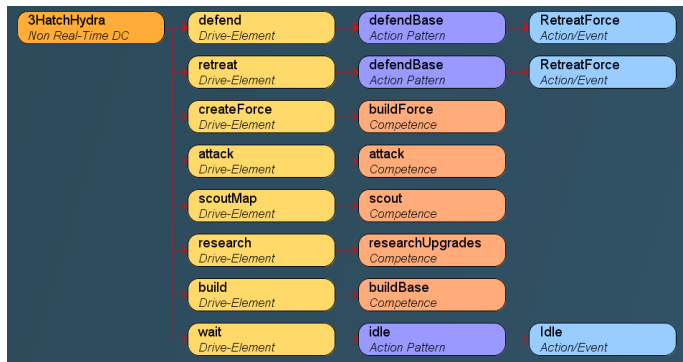 3HatchHydra
Non Real-Time DC
defend
Drive-Element
defendBase
Action Pattern
RetreatForce
Action/Event
retreat
Drive-Element
defendBase
Action Pattern
RetreatForce
Action/Event
createForce
Drive-Element
buildForce
Competence
attack
Drive-Element
attack
Competence
scoutMap
Drive-Element
scout
Competence
research
Drive-Element
researchUpgrades
Competence
build
Drive-Element
buildBase
Competence
wait
Drive-Element
idle
Action Pattern
Idle
Action/Event